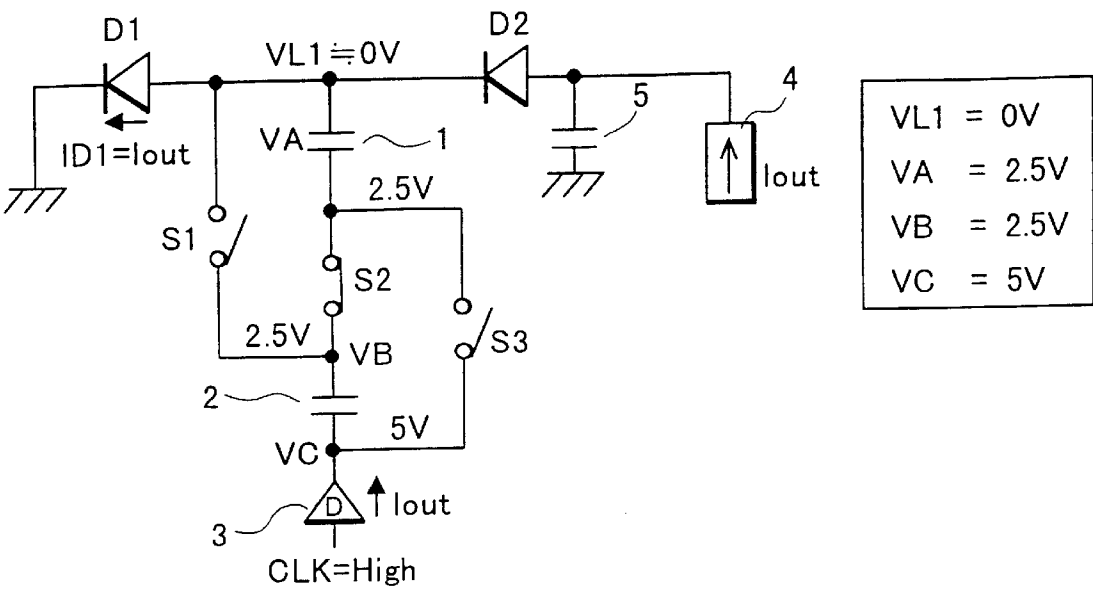 D1
D2
VL1≒0V
5
4
VA
1
ID1=Iout
2.5V
Iout
S1
S2
2.5V
VB
S3
2
5V
VC
D
Iout
3
CLK=High
VL1 = 0V
VA = 2.5V
VB = 2.5V
VC = 5V